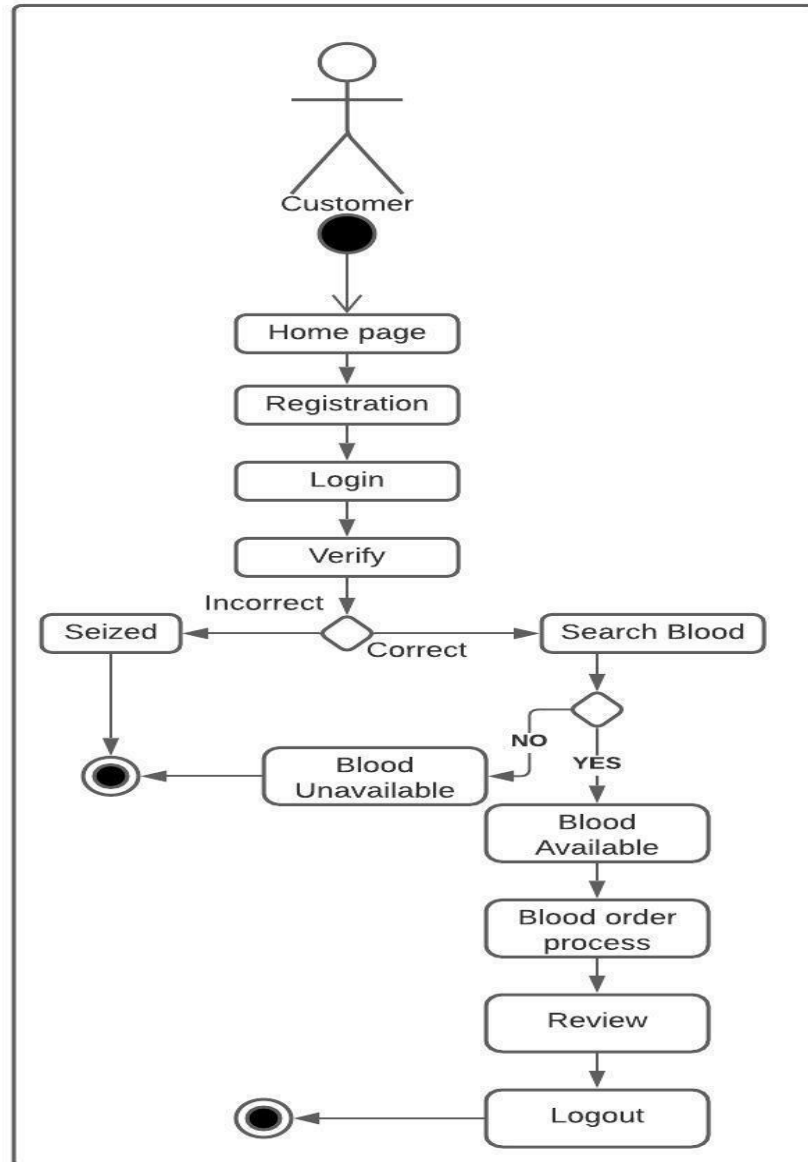 Customer
Home page
Registration
Login
Verify
Incorrect
Seized
Correct
Search Blood
NO
YES
Blood
Unavailable
Blood
Available
Blood order
process
Review
Logout